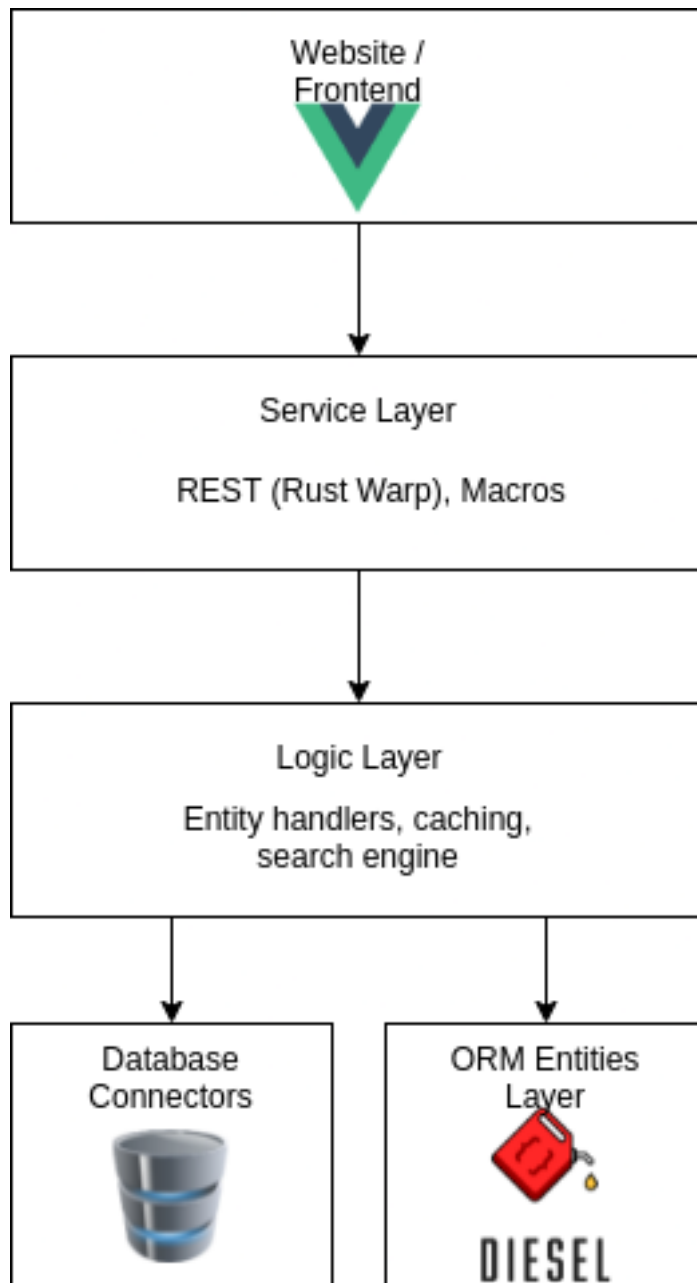 Website /
Frontend
Service Layer
REST (Rust Warp), Macros
Logic Layer
Entity handlers, caching,
search engine
Database
Connectors
ORM Entities
Layer
DIESEL